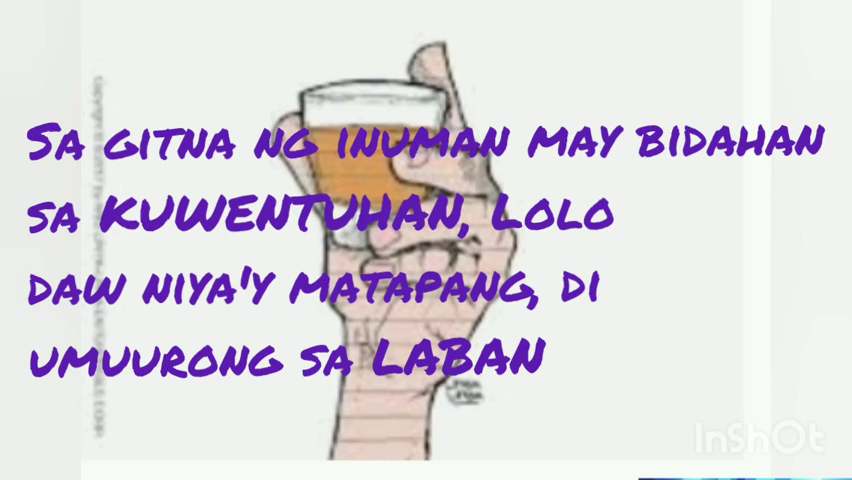 Sa gitna ng inuman may bidahan
sa KUWENTUHAN, Lolo
daw niya'y matapang, di
umuurong sa LABAN
InShOt